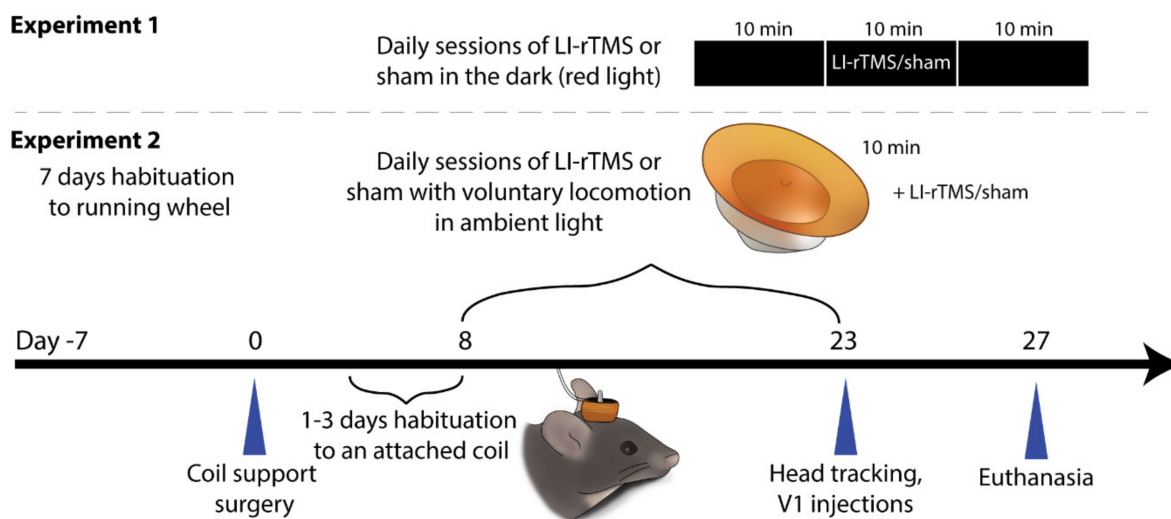 Experiment 1
Daily sessions of LI-rTMS or
sham in the dark (red light)
10 min
10 min
10 min
LI-rTMS/sham
Experiment 2
7 days habituation
to running wheel
Daily sessions of LI-rTMS or
sham with voluntary locomotion
in ambient light
10 min
+ LI-rTMS/sham
Day -7
0
8
23
27
1-3 days habituation
to an attached coil
Coil support
surgery
Head tracking,
V1 injections
Euthanasia